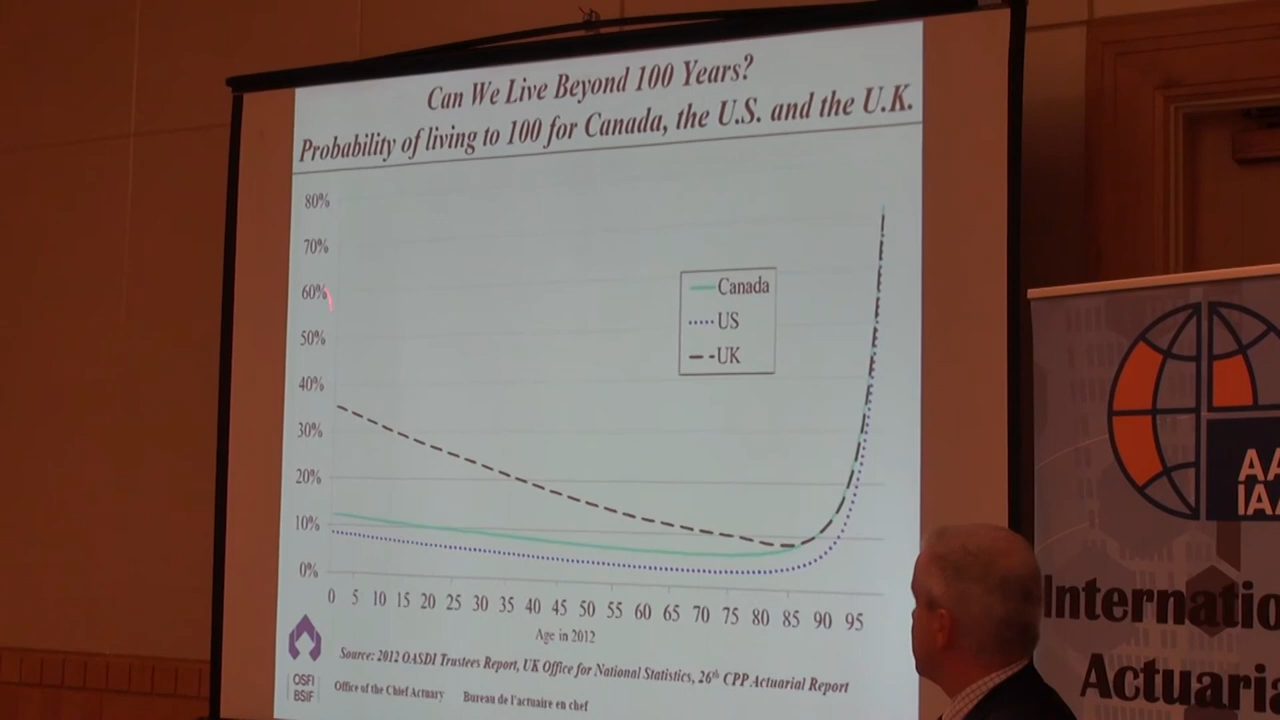 Can We Live Beyond 100 Years?
Probability of living to 100 for Canada, the U.S. and the U.K.
80%
70%
60%
50%
40%
30%
20%
10%
0%
Canada
US
UK
0 5 10 15 20 25 30 35 40 45 50 55 60 65 70 75 80 85 90 95
Age in 2012
Source: 2012 OASDI Trustees Report, UK Office for National Statistics, 26th CPP Actuarial Report
OSFI
BSIF
Office of the Chief Actuary Bureau de l'actuaire en chef
AA
IAA
Internatio
Actuaria